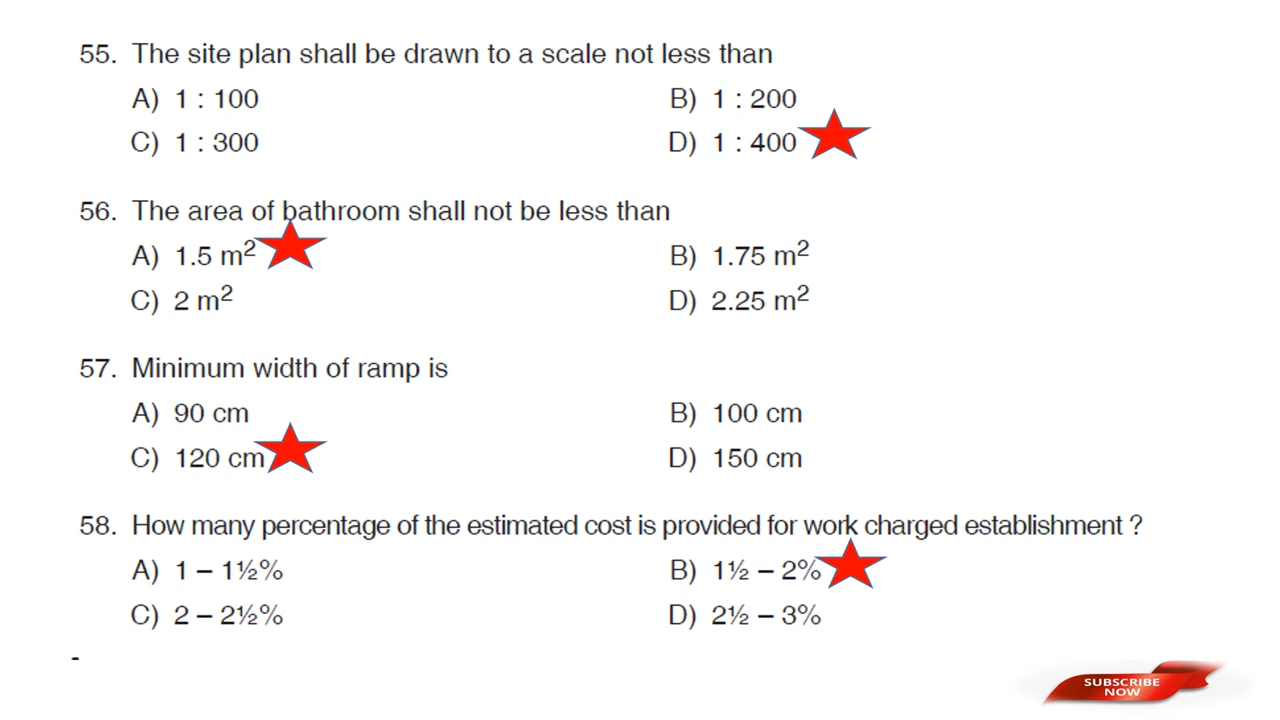 55. The site plan shall be drawn to a scale not less than
A) 1 : 100 B) 1 : 200
C) 1 : 300 D) 1 : 400
56. The area of bathroom shall not be less than
A) 1.5 m² B) 1.75 m²
C) 2 m² D) 2.25 m²
57. Minimum width of ramp is
A) 90 cm B) 100 cm
C) 120 cm D) 150 cm
58. How many percentage of the estimated cost is provided for work charged establishment ?
A) 1 – 1½% B) 1½ – 2%
C) 2 – 2½% D) 2½ – 3%
-
SUBSCRIBE
NOW